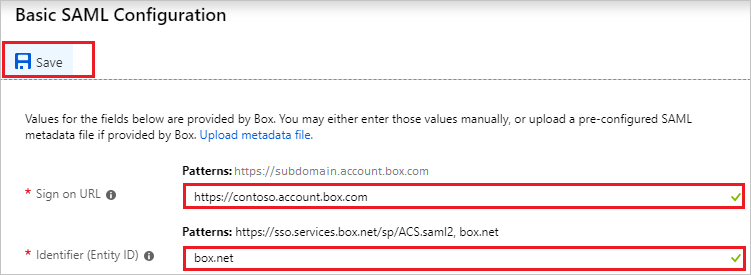 Basic SAML Configuration
Save
Values for the fields below are provided by Box. You may either enter those values manually, or upload a pre-configured SAML
metadata file if provided by Box. Upload metadata file.
Patterns: https://subdomain.account.box.com
* Sign on URL https://contoso.account.box.com
Patterns: https://sso.services.box.net/sp/ACS.saml2, box.net
* Identifier (Entity ID) box.net